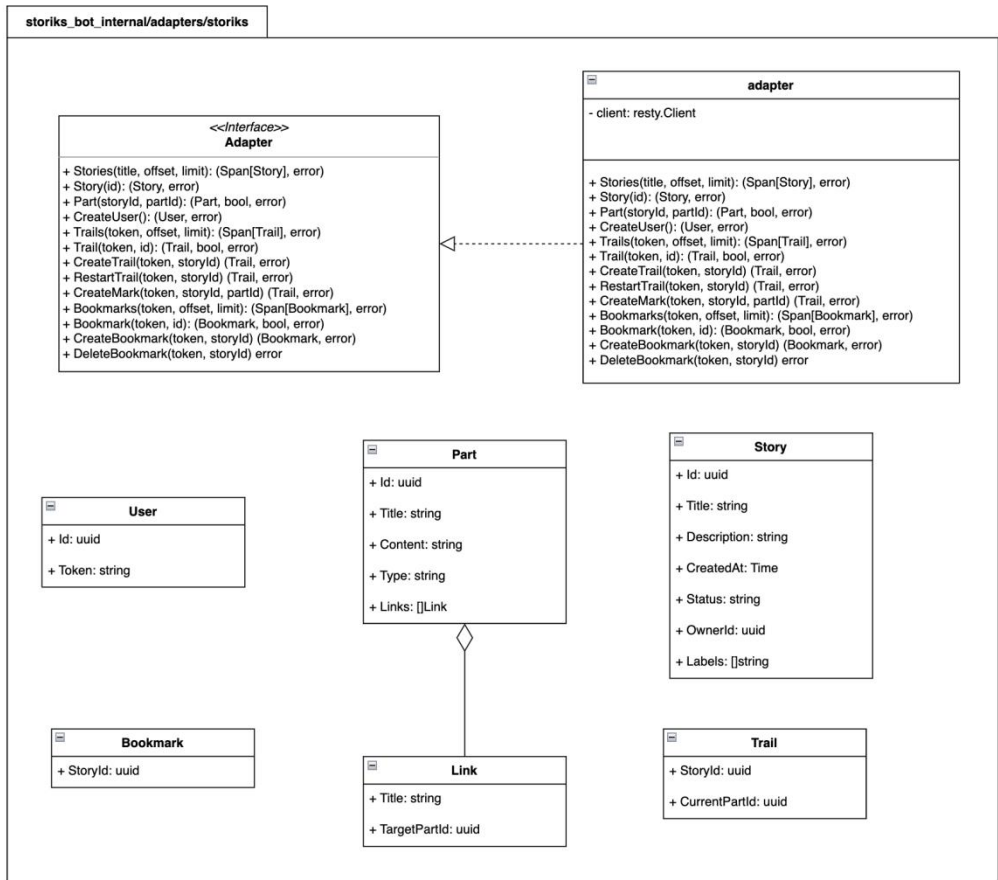 storiks_bot_internal/adapters/storiks
<<Interface>>
Adapter
+ Stories(title, offset, limit): (Span[Story], error)
+ Story(id): (Story, error)
+ Part(storyId, partId): (Part, bool, error)
+ CreateUser(): (User, error)
+ Trails(token, offset, limit): (Span[Trail], error)
+ Trail(token, id): (Trail, bool, error)
+ CreateTrail(token, storyId) (Trail, error)
+ RestartTrail(token, storyId) (Trail, error)
+ CreateMark(token, storyId, partId) (Trail, error)
+ Bookmarks(token, offset, limit): (Span[Bookmark], error)
+ Bookmark(token, id): (Bookmark, bool, error)
+ CreateBookmark(token, storyId) (Bookmark, error)
+ DeleteBookmark(token, storyId) error
adapter
- client: resty.Client
+ Stories(title, offset, limit): (Span[Story], error)
+ Story(id): (Story, error)
+ Part(storyId, partId): (Part, bool, error)
+ CreateUser(): (User, error)
+ Trails(token, offset, limit): (Span[Trail], error)
+ Trail(token, id): (Trail, bool, error)
+ CreateTrail(token, storyId) (Trail, error)
+ RestartTrail(token, storyId) (Trail, error)
+ CreateMark(token, storyId, partId) (Trail, error)
+ Bookmarks(token, offset, limit): (Span[Bookmark], error)
+ Bookmark(token, id): (Bookmark, bool, error)
+ CreateBookmark(token, storyId) (Bookmark, error)
+ DeleteBookmark(token, storyId) error
User
+ Id: uuid
+ Token: string
Part
+ Id: uuid
+ Title: string
+ Content: string
+ Type: string
+ Links: []Link
Story
+ Id: uuid
+ Title: string
+ Description: string
+ CreatedAt: Time
+ Status: string
+ OwnerId: uuid
+ Labels: []string
Bookmark
+ StoryId: uuid
Link
+ Title: string
+ TargetPartId: uuid
Trail
+ StoryId: uuid
+ CurrentPartId: uuid